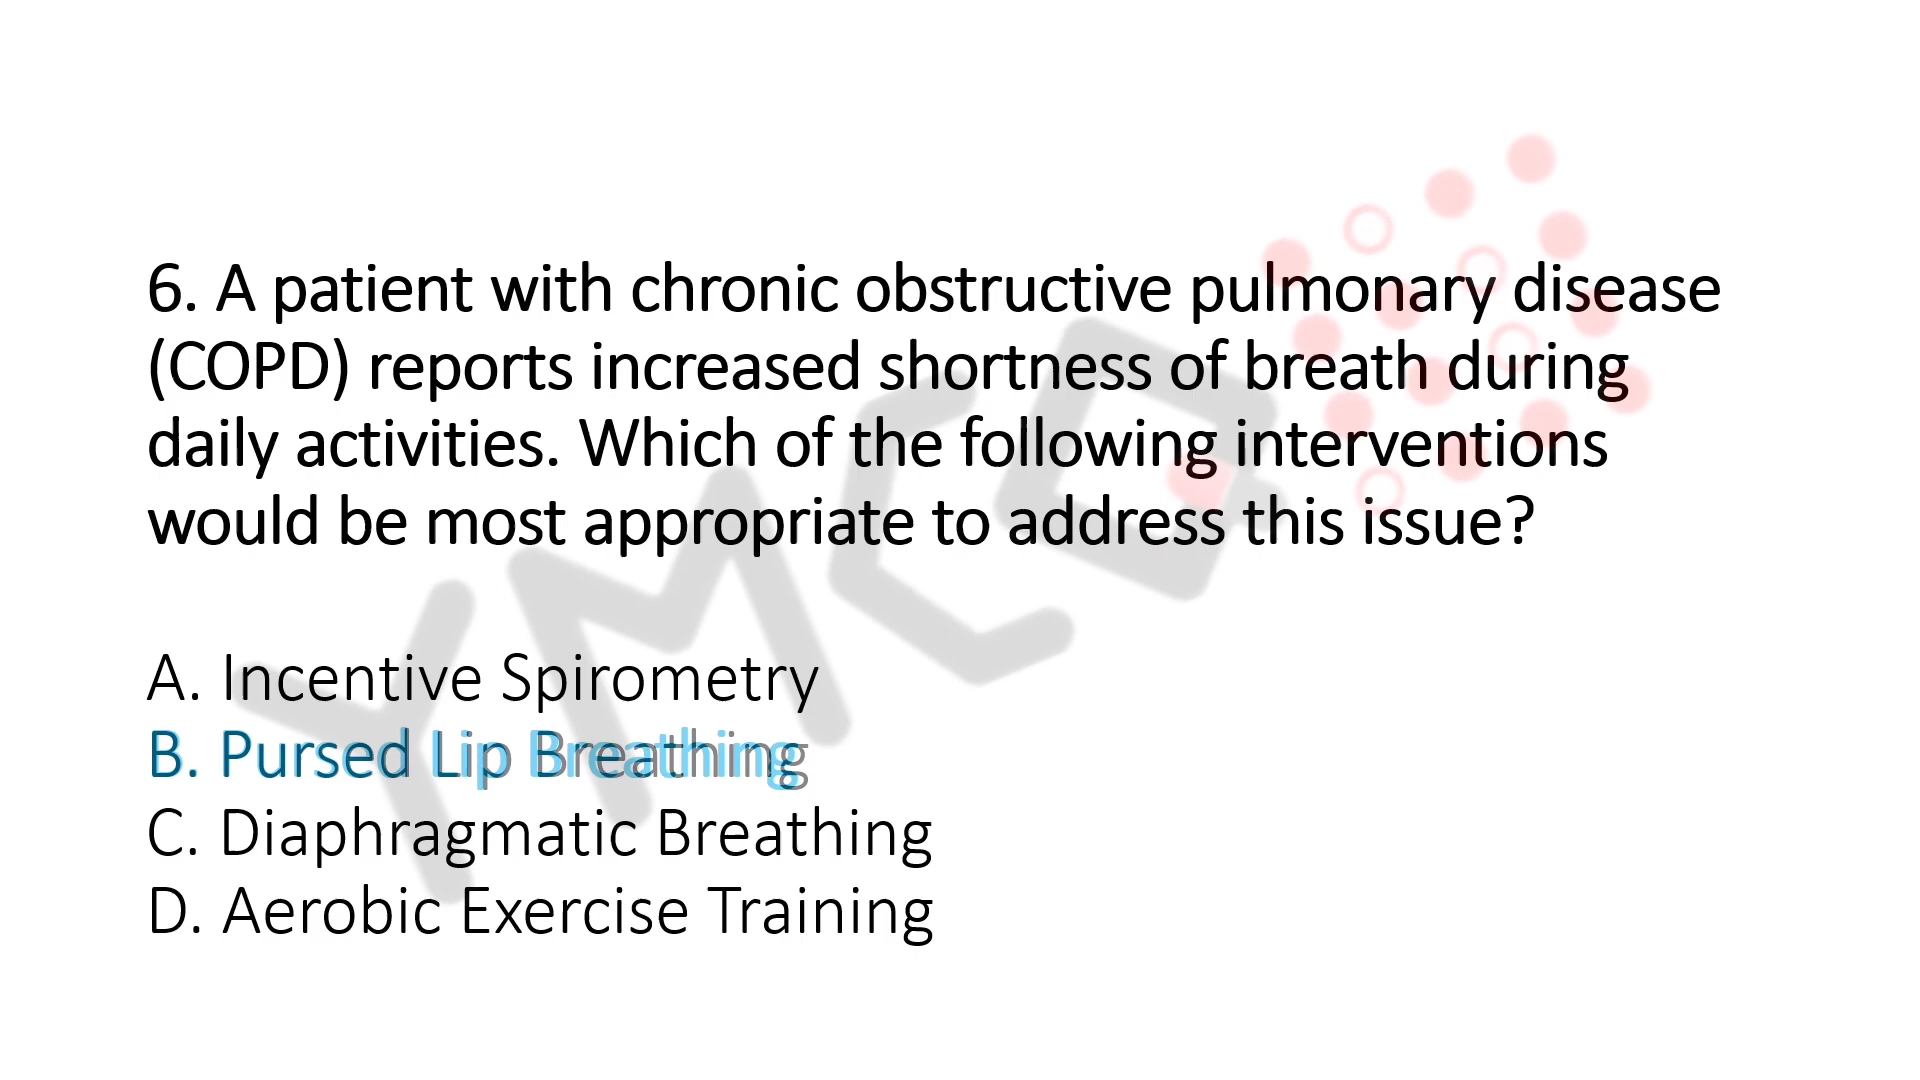 6. A patient with chronic obstructive pulmonary disease
(COPD) reports increased shortness of breath during
daily activities. Which of the following interventions
would be most appropriate to address this issue?
A. Incentive Spirometry
B. Pursed Lip Breathing
C. Diaphragmatic Breathing
D. Aerobic Exercise Training
YMCQ